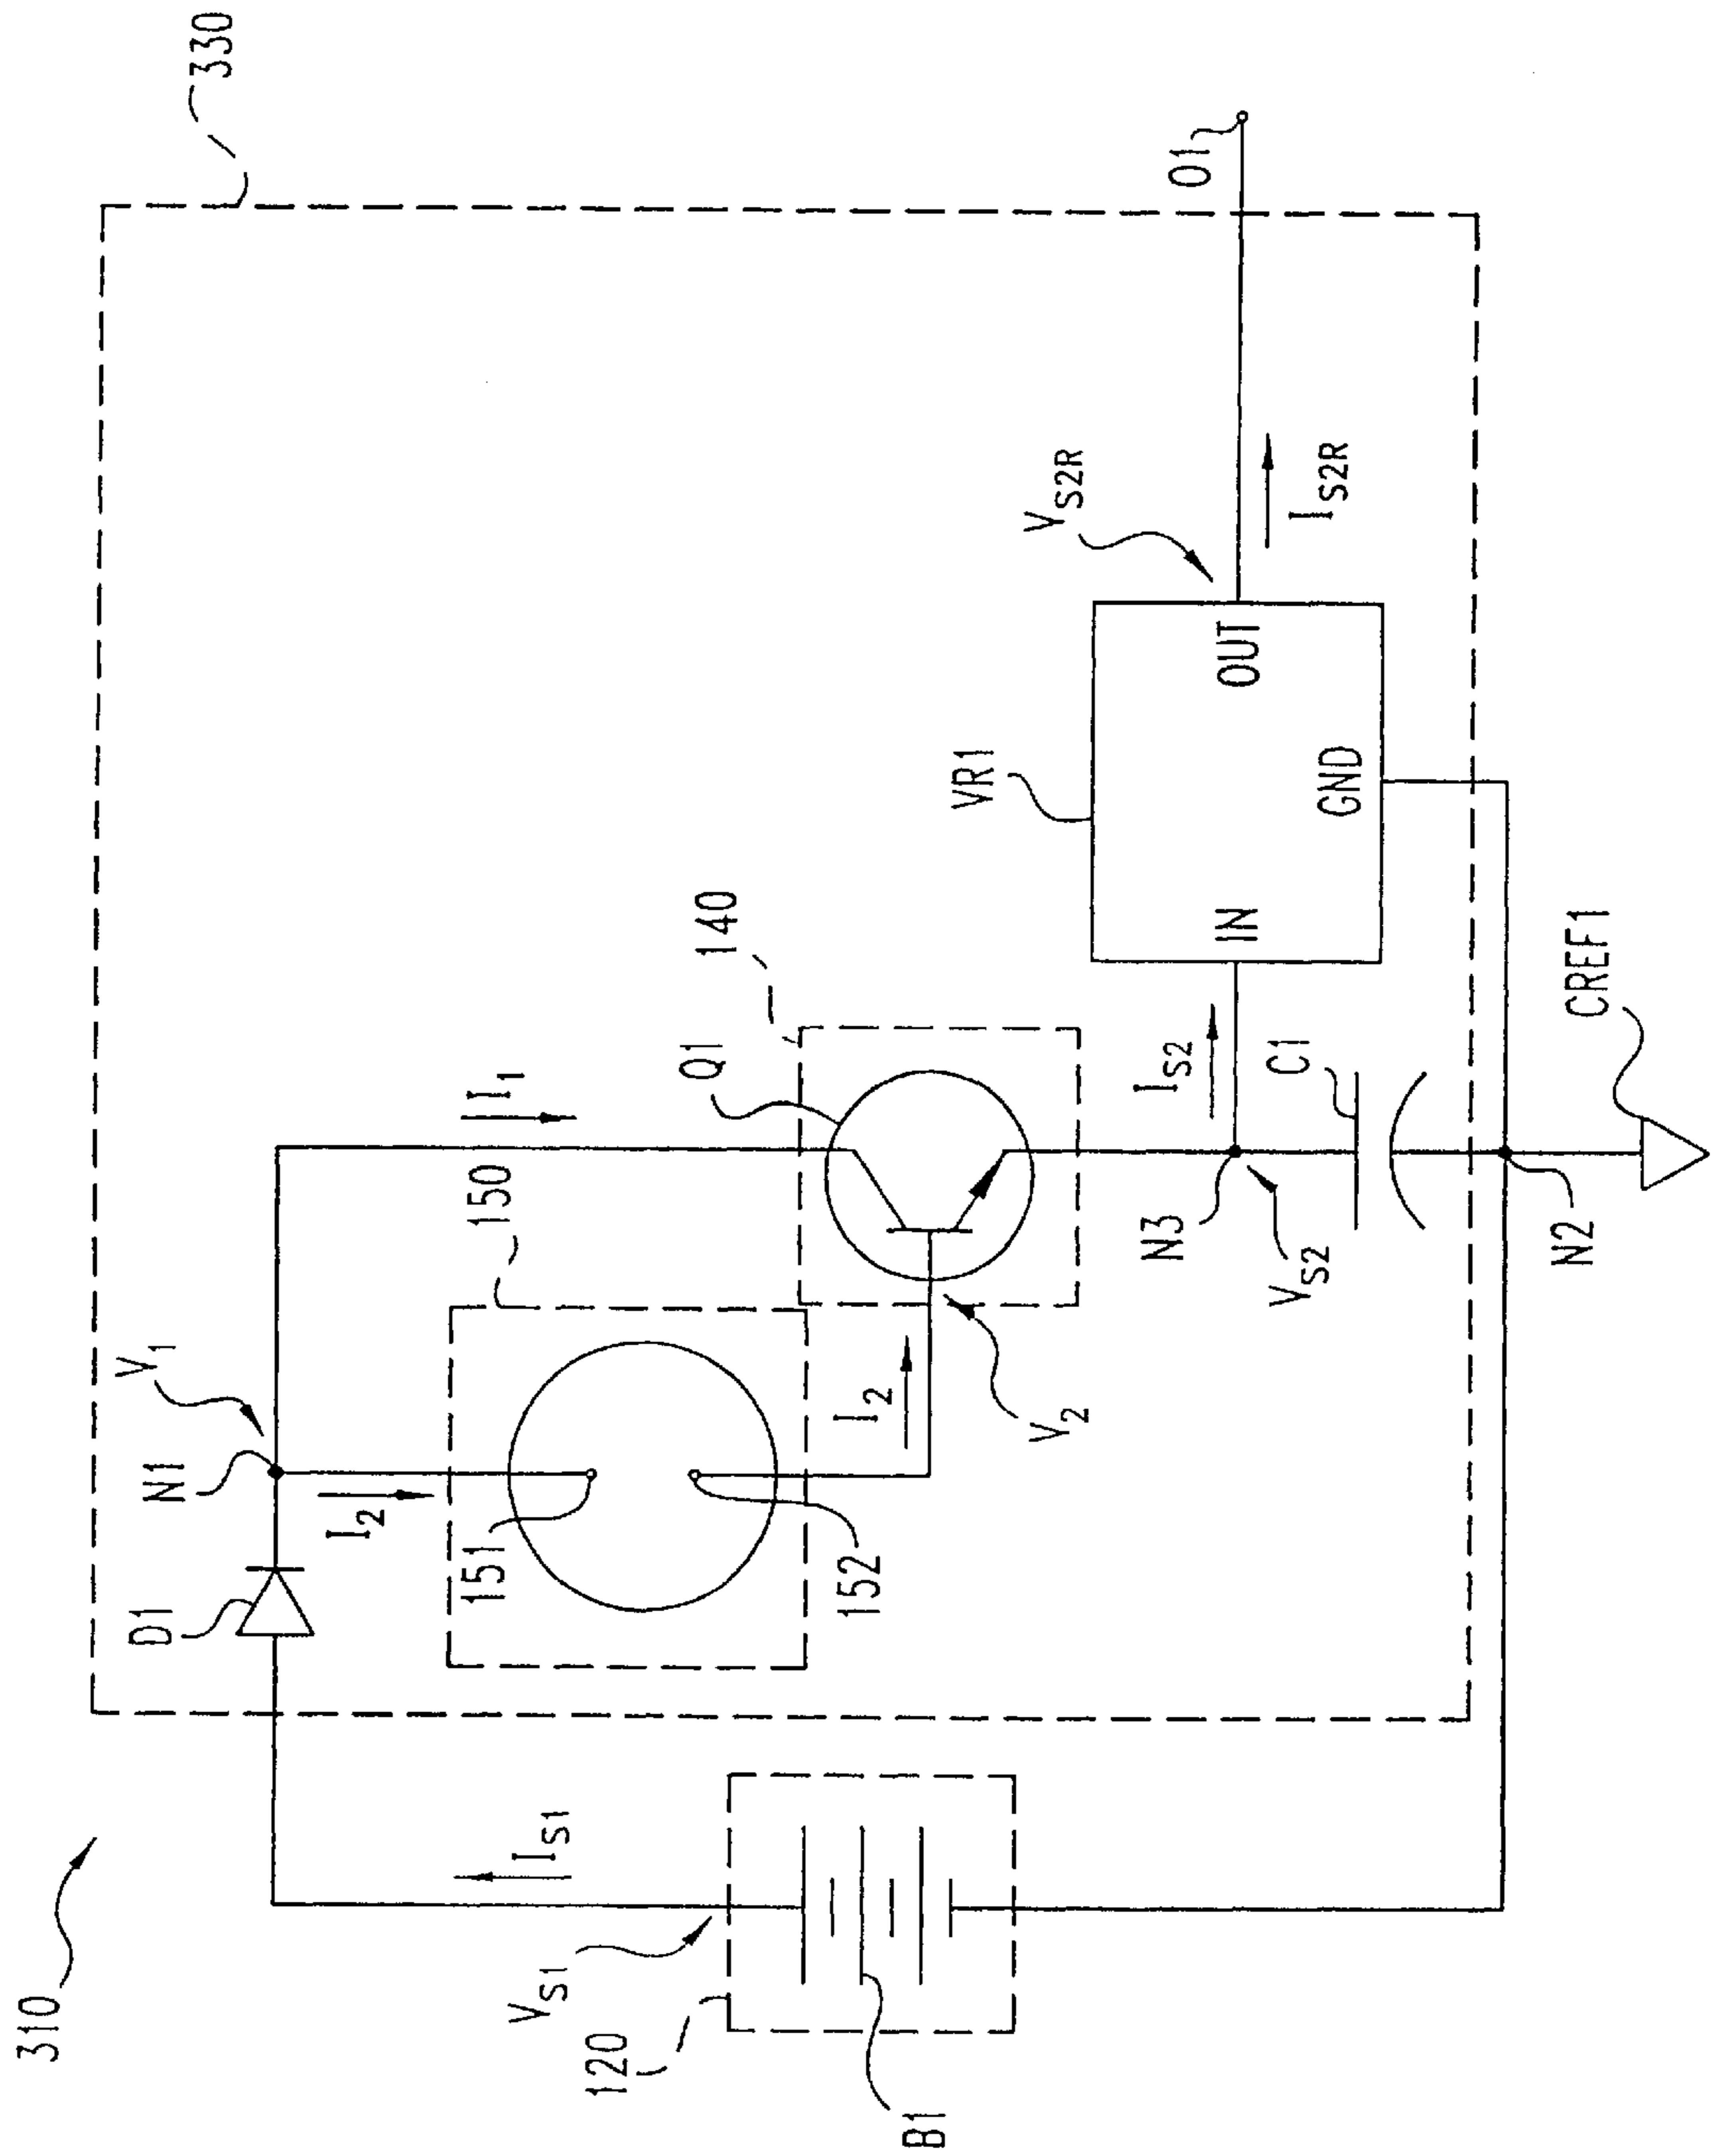 310
330
N1
V1
D1
I2
151
152
150
I1
140
Q1
I2
V2
VS1
IS1
120
B1
N3
VS2
IS2
C1
VR1
IN
OUT
GND
VS2R
IS2R
O1
N2
CREF1